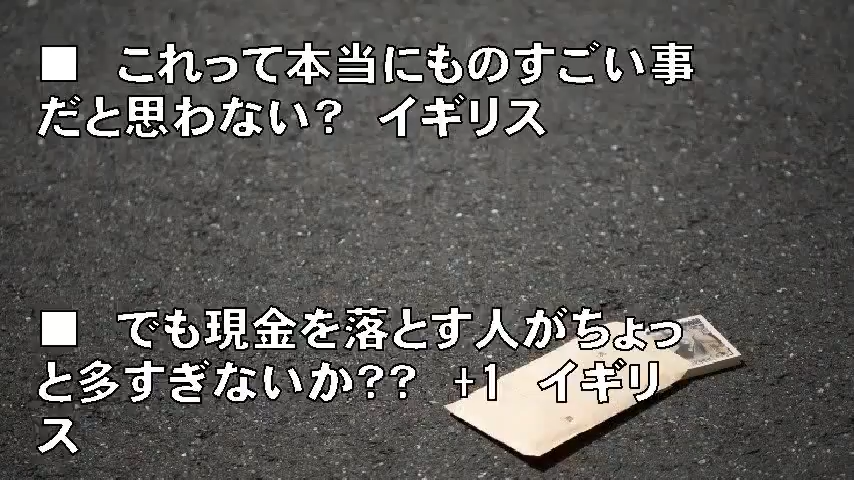 ■　これって本当にものすごい事
だと思わない？　イギリス
■　でも現金を落とす人がちょっ
と多すぎないか？？　+1　イギリ
ス